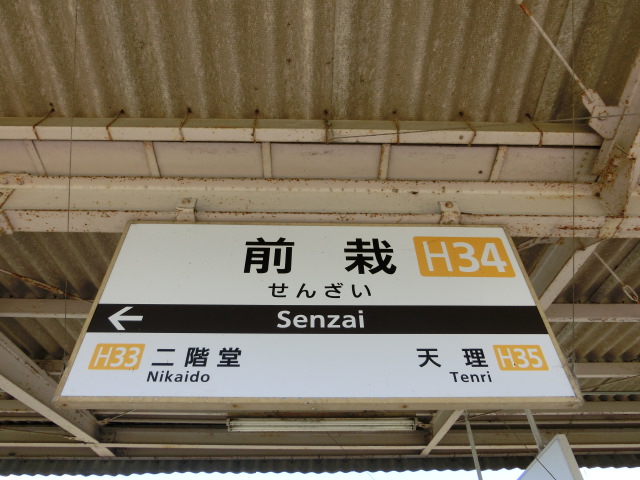 前 栽 H34
せんざい
Senzai
H33 二階堂 天 理 H35
Nikaido Tenri